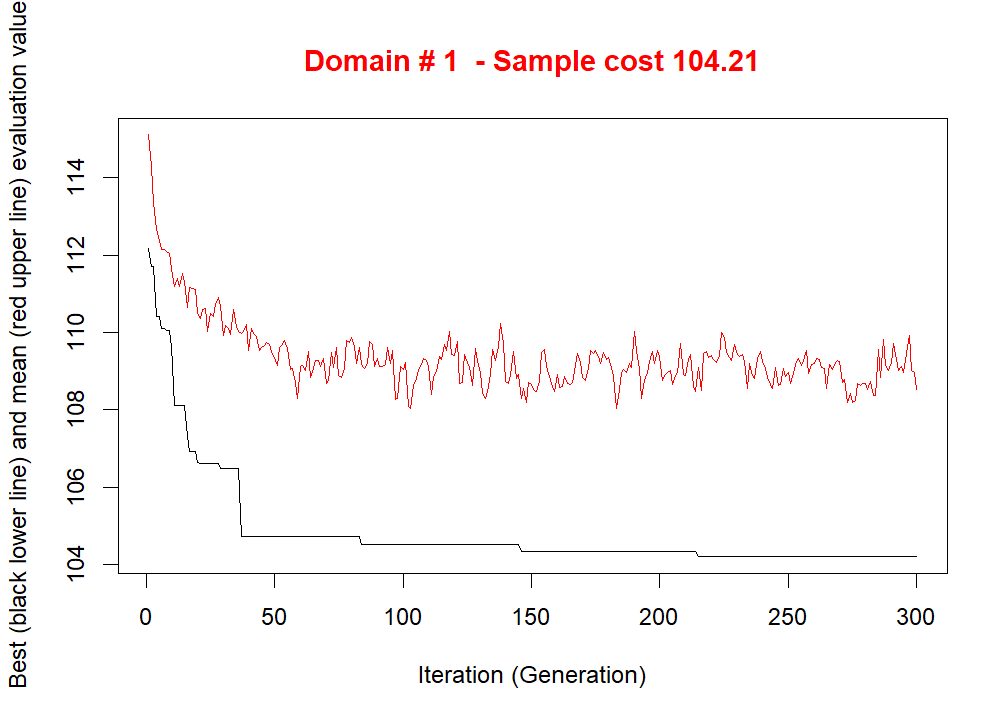 Domain # 1  - Sample cost 104.21
Best (black lower line) and mean (red upper line) evaluation value
114
112
110
108
106
104
0 50 100 150 200 250 300
Iteration (Generation)